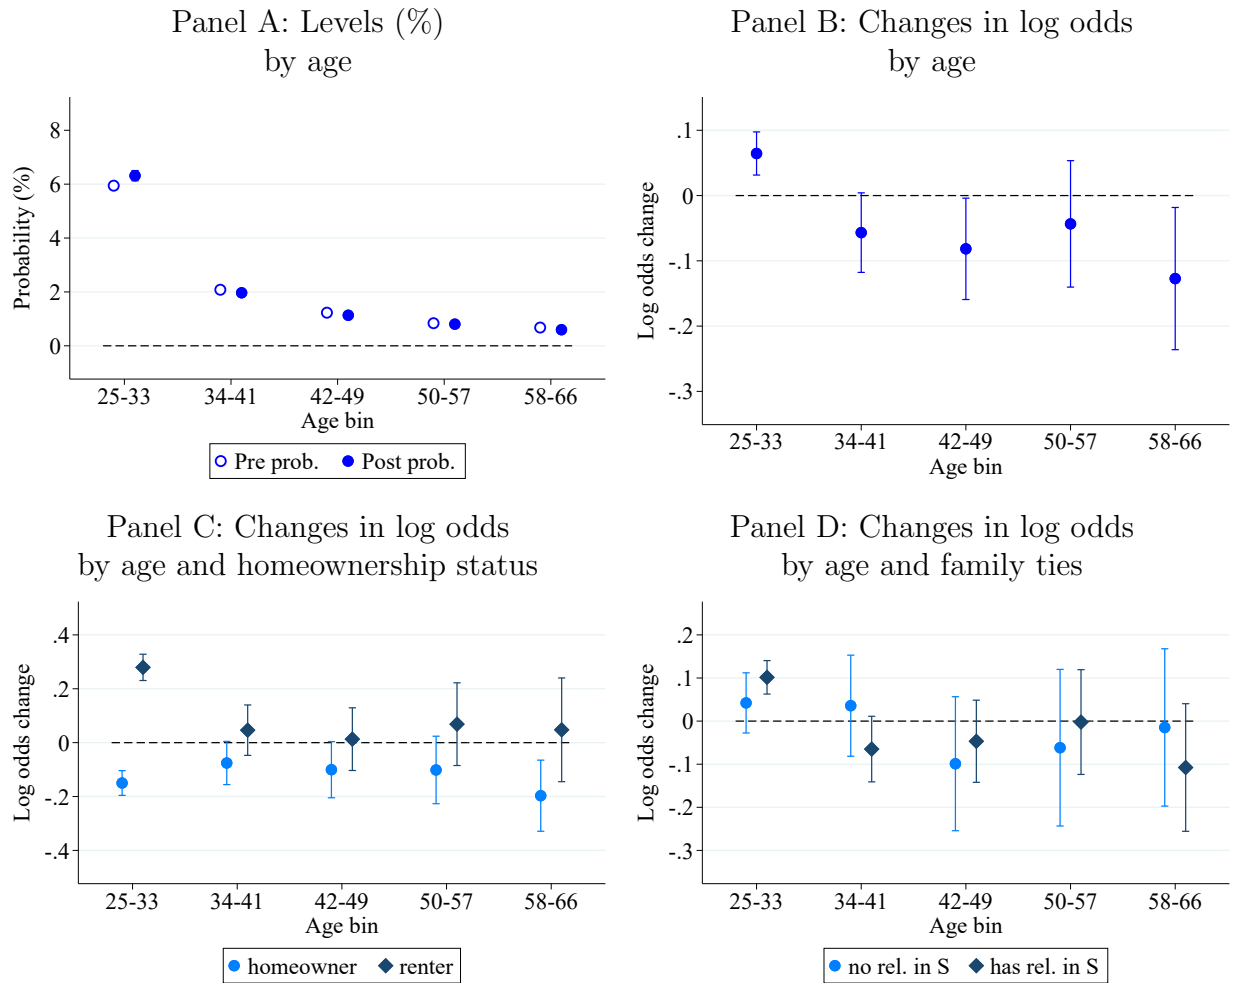 Panel A: Levels (%)
by age
Probability (%)
8
6
4
2
0
25-33 34-41 42-49 50-57 58-66
Age bin
Pre prob. Post prob.
Panel B: Changes in log odds
by age
Log odds change
.1
0
-.1
-.2
-.3
25-33 34-41 42-49 50-57 58-66
Age bin
Panel C: Changes in log odds
by age and homeownership status
Log odds change
.4
.2
0
-.2
-.4
25-33 34-41 42-49 50-57 58-66
Age bin
homeowner renter
Panel D: Changes in log odds
by age and family ties
Log odds change
.2
.1
0
-.1
-.2
-.3
25-33 34-41 42-49 50-57 58-66
Age bin
no rel. in S has rel. in S